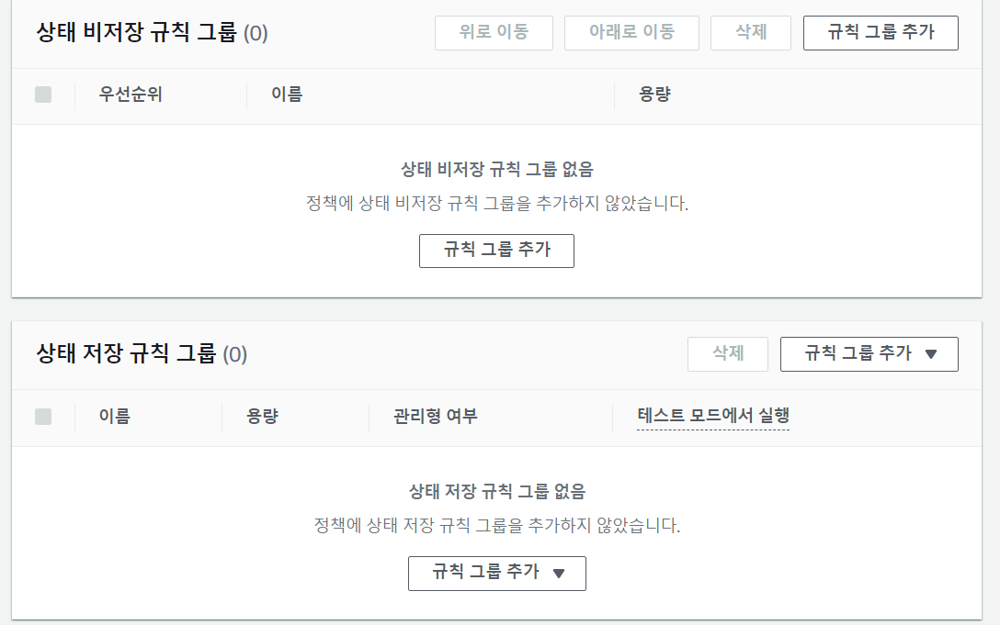 상태 비저장 규칙 그룹 (0)
위로 이동 아래로 이동 삭제 규칙 그룹 추가
우선순위 이름 용량
상태 비저장 규칙 그룹 없음
정책에 상태 비저장 규칙 그룹을 추가하지 않았습니다.
규칙 그룹 추가
상태 저장 규칙 그룹 (0)
삭제 규칙 그룹 추가
이름 용량 관리형 여부 테스트 모드에서 실행
상태 저장 규칙 그룹 없음
정책에 상태 저장 규칙 그룹을 추가하지 않았습니다.
규칙 그룹 추가